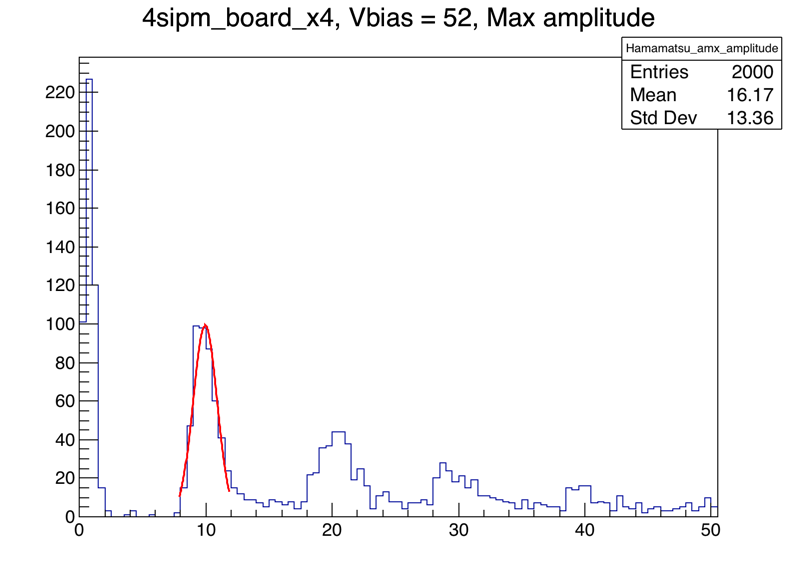 4sipm_board_x4, Vbias = 52, Max amplitude
Hamamatsu_amx_amplitude
Entries 2000
Mean 16.17
Std Dev 13.36
220
200
180
160
140
120
100
80
60
40
20
0
0 10 20 30 40 50